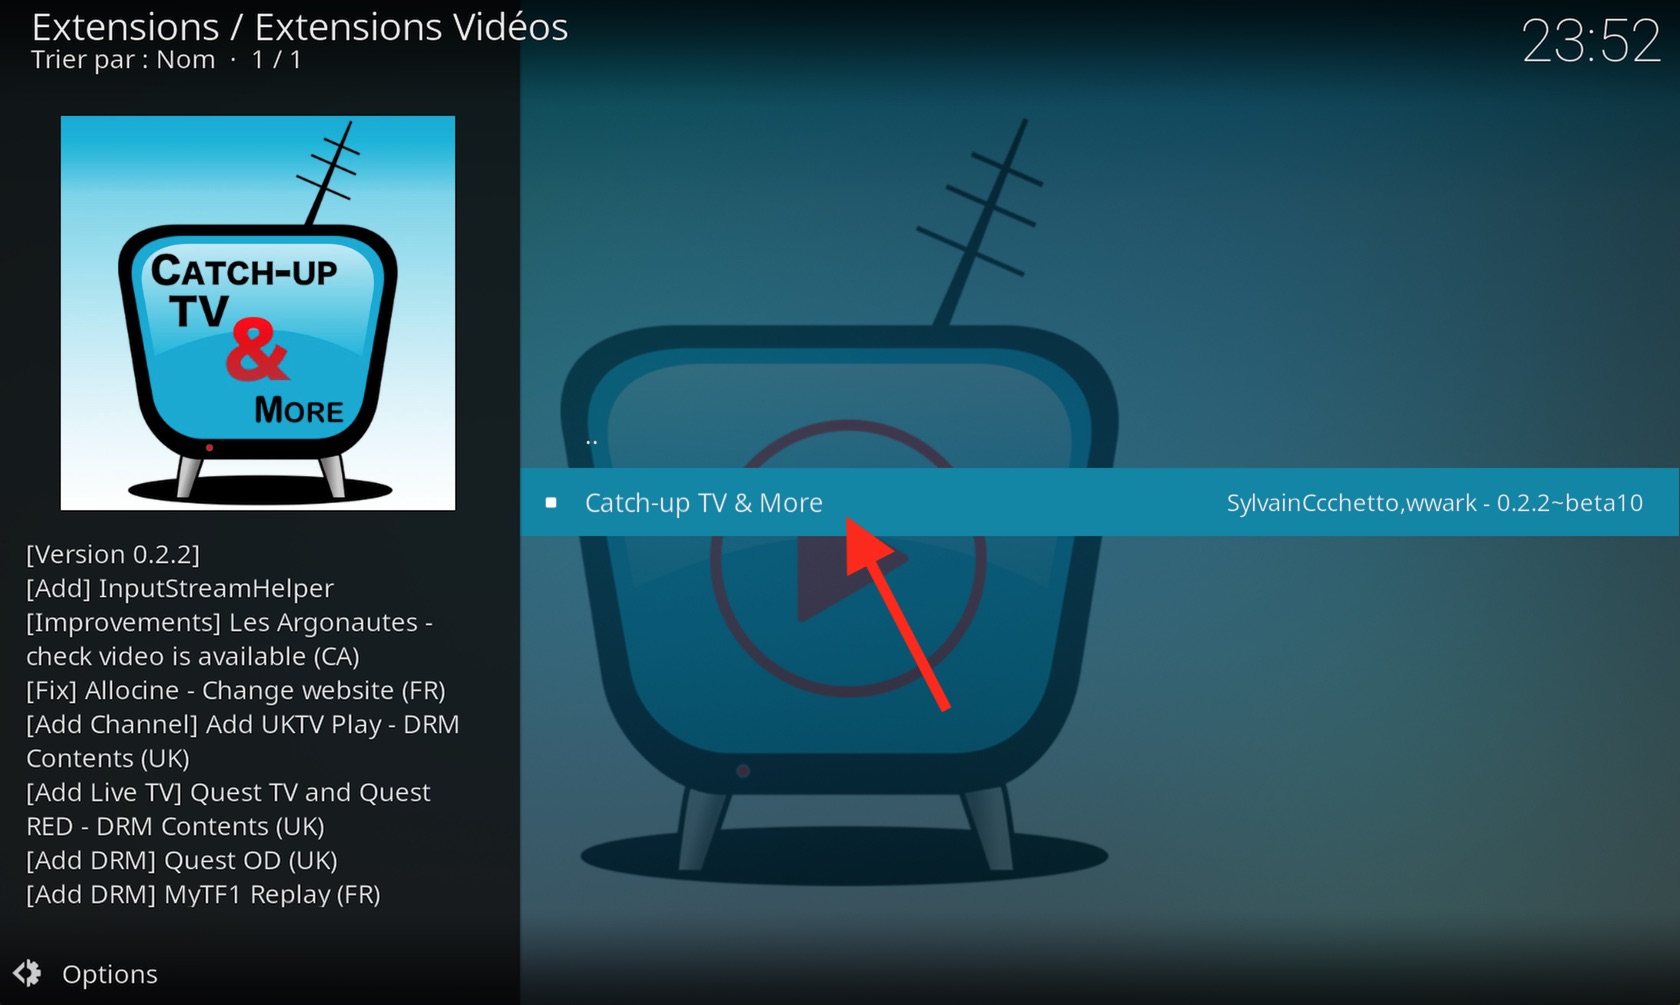 Extensions / Extensions Vidéos
Trier par : Nom · 1 / 1
23:52
CATCH-UP
TV
&
MORE
..
Catch-up TV & More
SylvainCcchetto,wwark - 0.2.2~beta10
[Version 0.2.2]
[Add] InputStreamHelper
[Improvements] Les Argonautes -
check video is available (CA)
[Fix] Allocine - Change website (FR)
[Add Channel] Add UKTV Play - DRM
Contents (UK)
[Add Live TV] Quest TV and Quest
RED - DRM Contents (UK)
[Add DRM] Quest OD (UK)
[Add DRM] MyTF1 Replay (FR)
Options